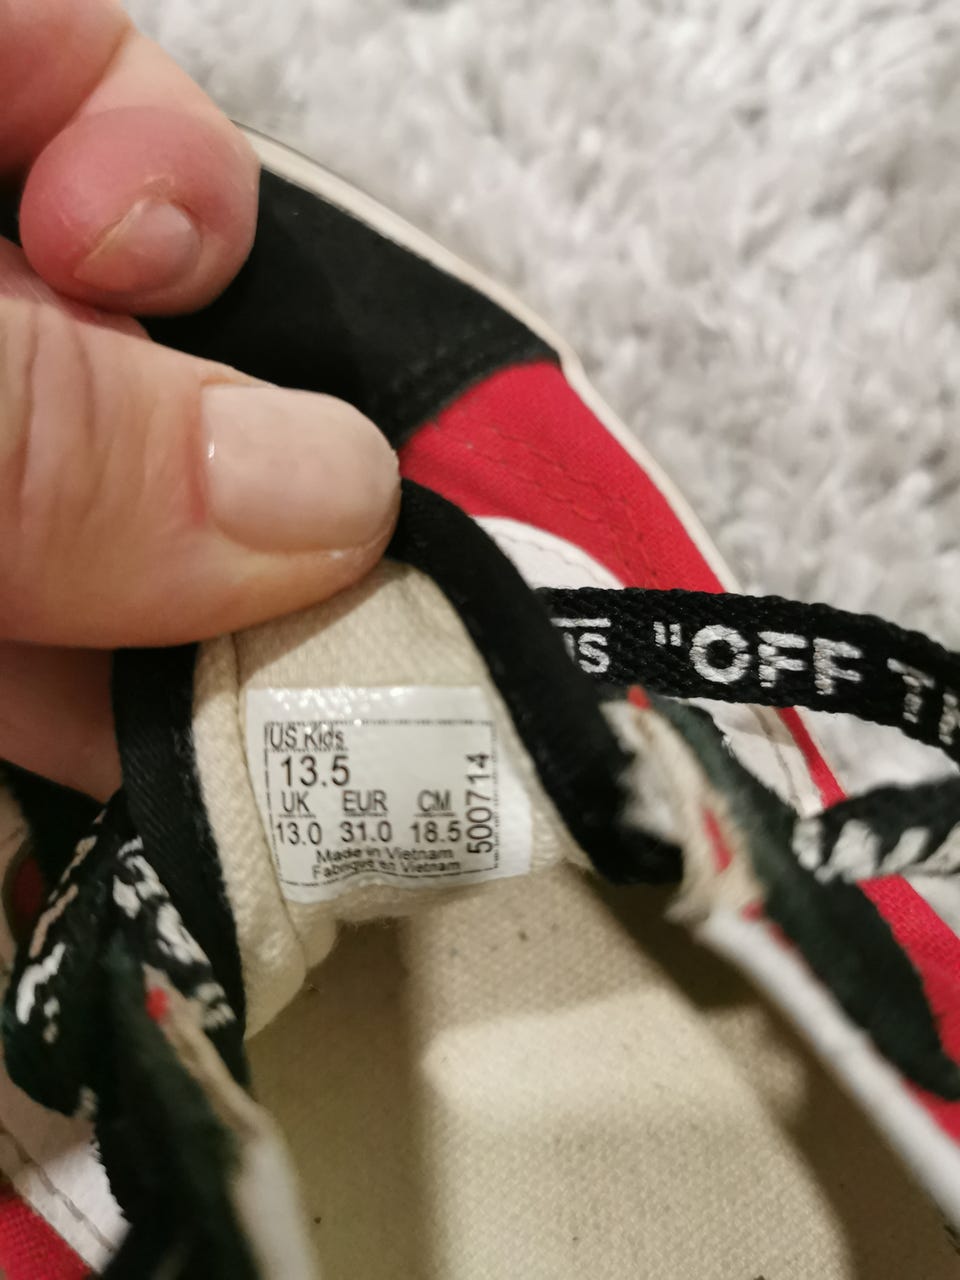 US Kids
13.5
UK EUR CM
13.0 31.0 18.5
Made in Vietnam
Fabriqué en Vietnam
500714
"OFF